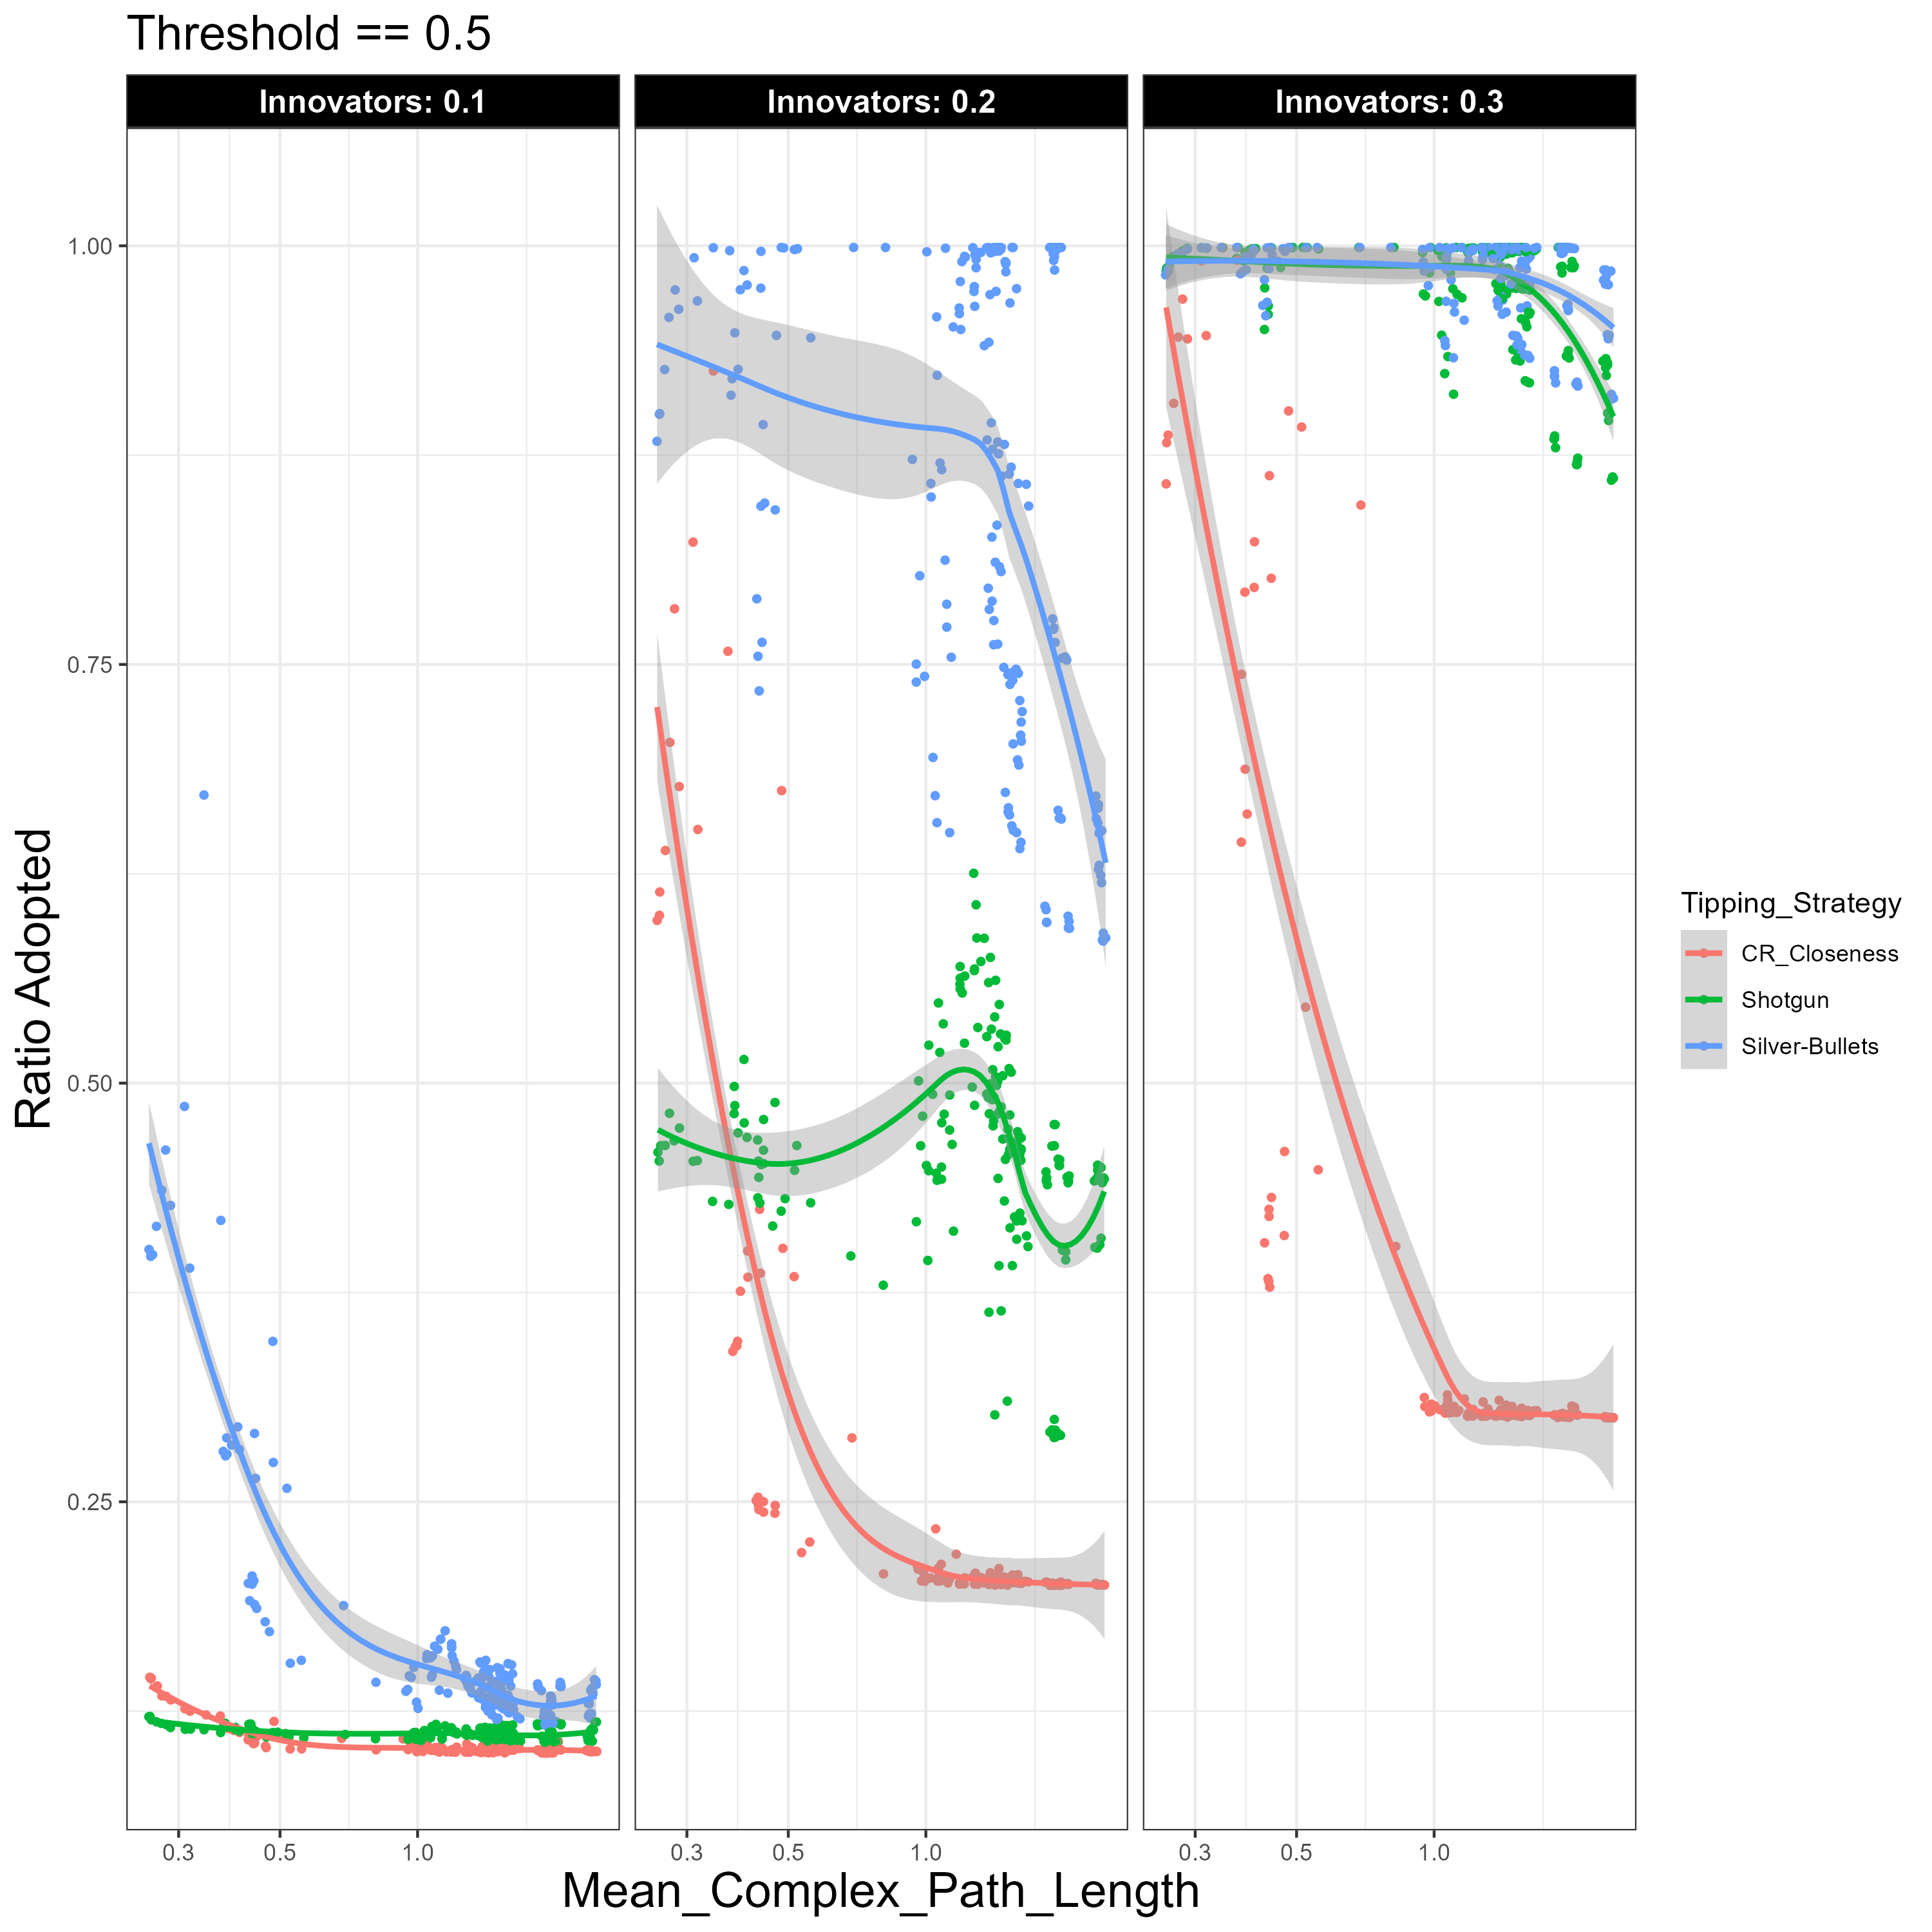 Threshold == 0.5
Innovators: 0.1
Innovators: 0.2
Innovators: 0.3
1.00
0.75
0.50
0.25
Ratio Adopted
0.3 0.5 1.0
0.3 0.5 1.0
0.3 0.5 1.0
Mean_Complex_Path_Length
Tipping_Strategy
CR_Closeness
Shotgun
Silver-Bullets